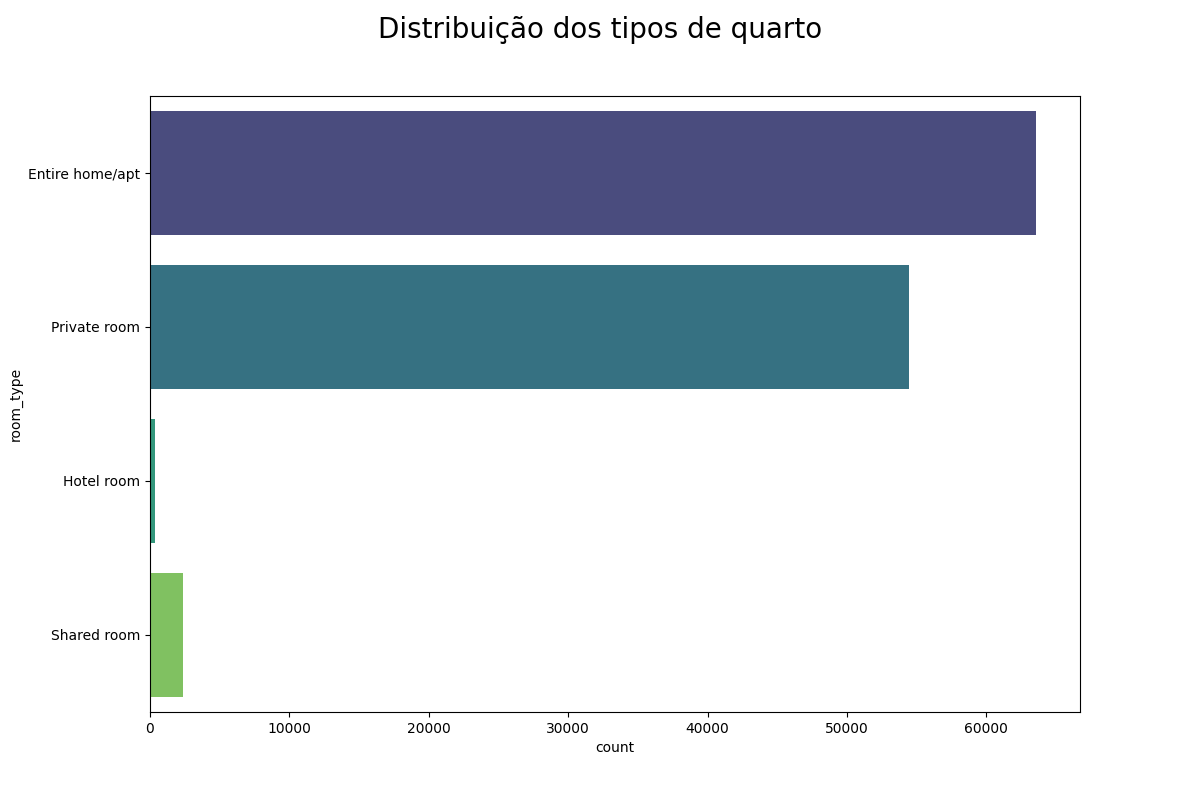 Distribuição dos tipos de quarto
room_type
Entire home/apt
Private room
Hotel room
Shared room
0 10000 20000 30000 40000 50000 60000
count